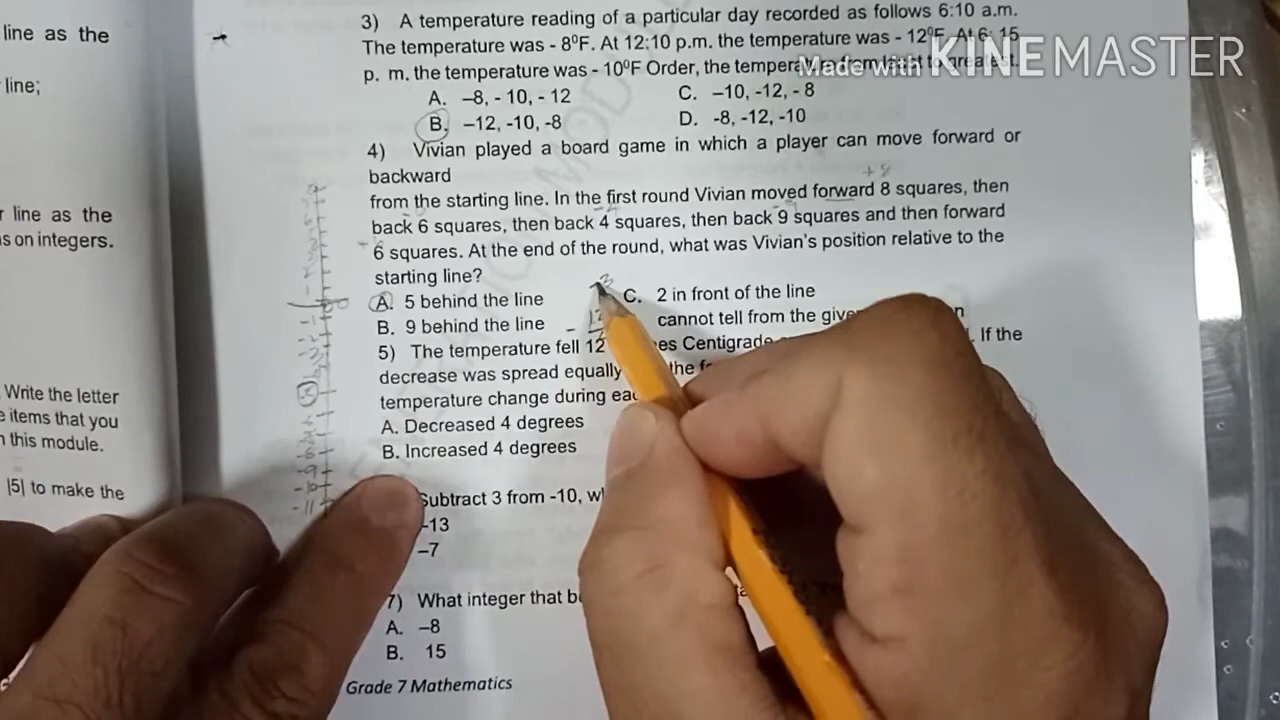 line as the
line;
r line as the
s on integers.
Write the letter
e items that you
n this module.
|5| to make the
3) A temperature reading of a particular day recorded as follows 6:10 a.m.
The temperature was - 8⁰F. At 12:10 p.m. the temperature was - 12⁰F. At 6: 15
p. m. the temperature was - 10⁰F Order, the temperature from least to greatest.
Made with KINEMASTER
A. –8, - 10, - 12 C. –10, -12, - 8
B. –12, -10, -8 D. -8, -12, -10
4) Vivian played a board game in which a player can move forward or
backward
+8
from the starting line. In the first round Vivian moved forward 8 squares, then
back 6 squares, then back 4 squares, then back 9 squares and then forward
6 squares. At the end of the round, what was Vivian's position relative to the
starting line?
A. 5 behind the line C. 2 in front of the line
B. 9 behind the line cannot tell from the
5) The temperature fell 12 es Centigrade If the
decrease was spread equally the
temperature change during
A. Decreased 4 degrees
B. Increased 4 degrees
Subtract 3 from -10,
-13
–7
7) What integer that
A. –8
B. 15
Grade 7 Mathematics